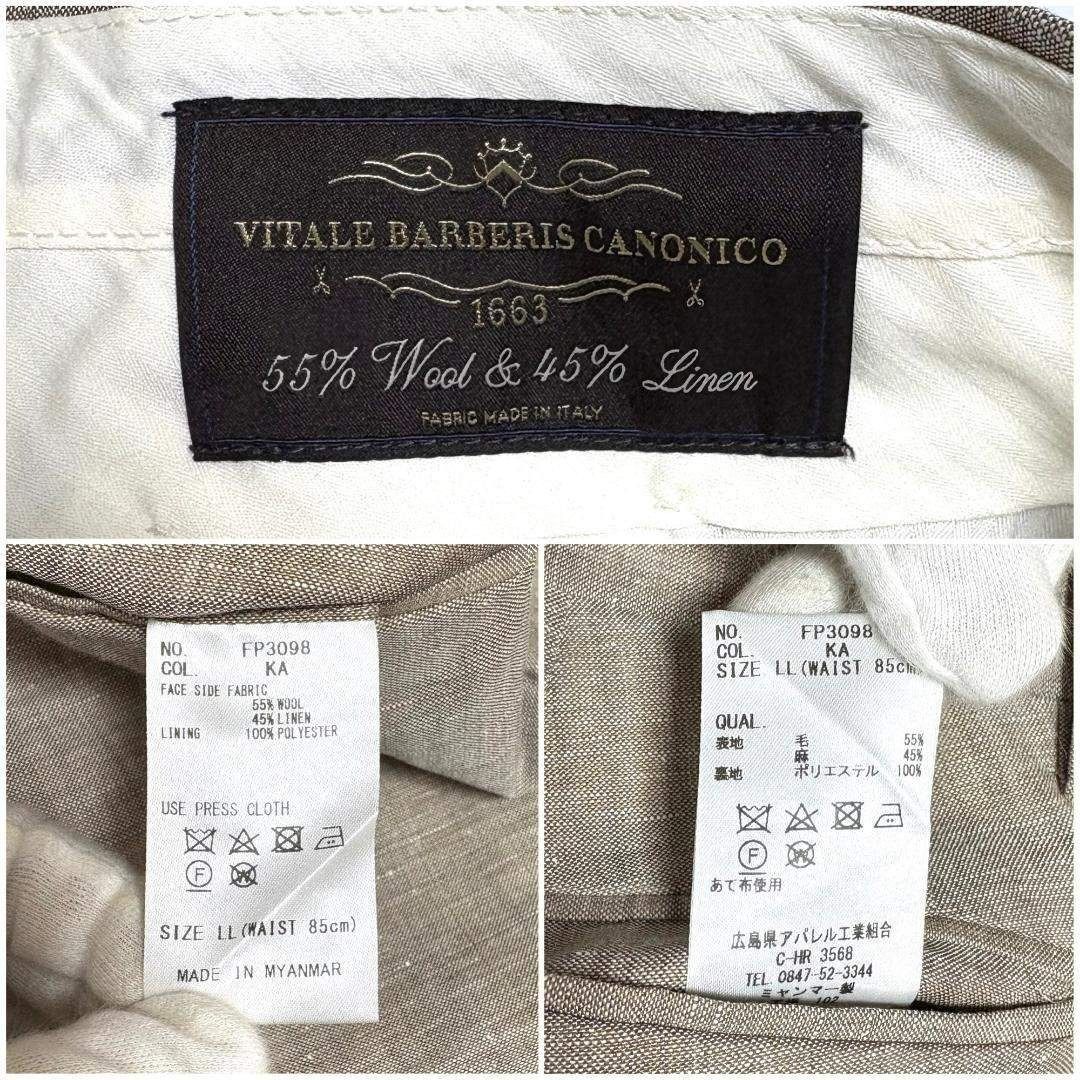 VITALE BARBERIS CANONICO
1663
55% Wool & 45% Linen
FABRIC MADE IN ITALY
NO. FP3098
COL. KA
FACE SIDE FABRIC
55% WOOL
45% LINEN
LINING 100% POLYESTER
USE PRESS CLOTH
F W
SIZE LL(WAIST 85cm)
MADE IN MYANMAR
NO. FP3098
COL. KA
SIZE LL(WAIST 85cm
QUAL.
表地 毛 55%
麻 45%
裏地 ポリエステル 100%
F W
あて布使用
広島県アパレル工業組合
C-HR 3568
TEL. 0847-52-3344
ミャンマー製